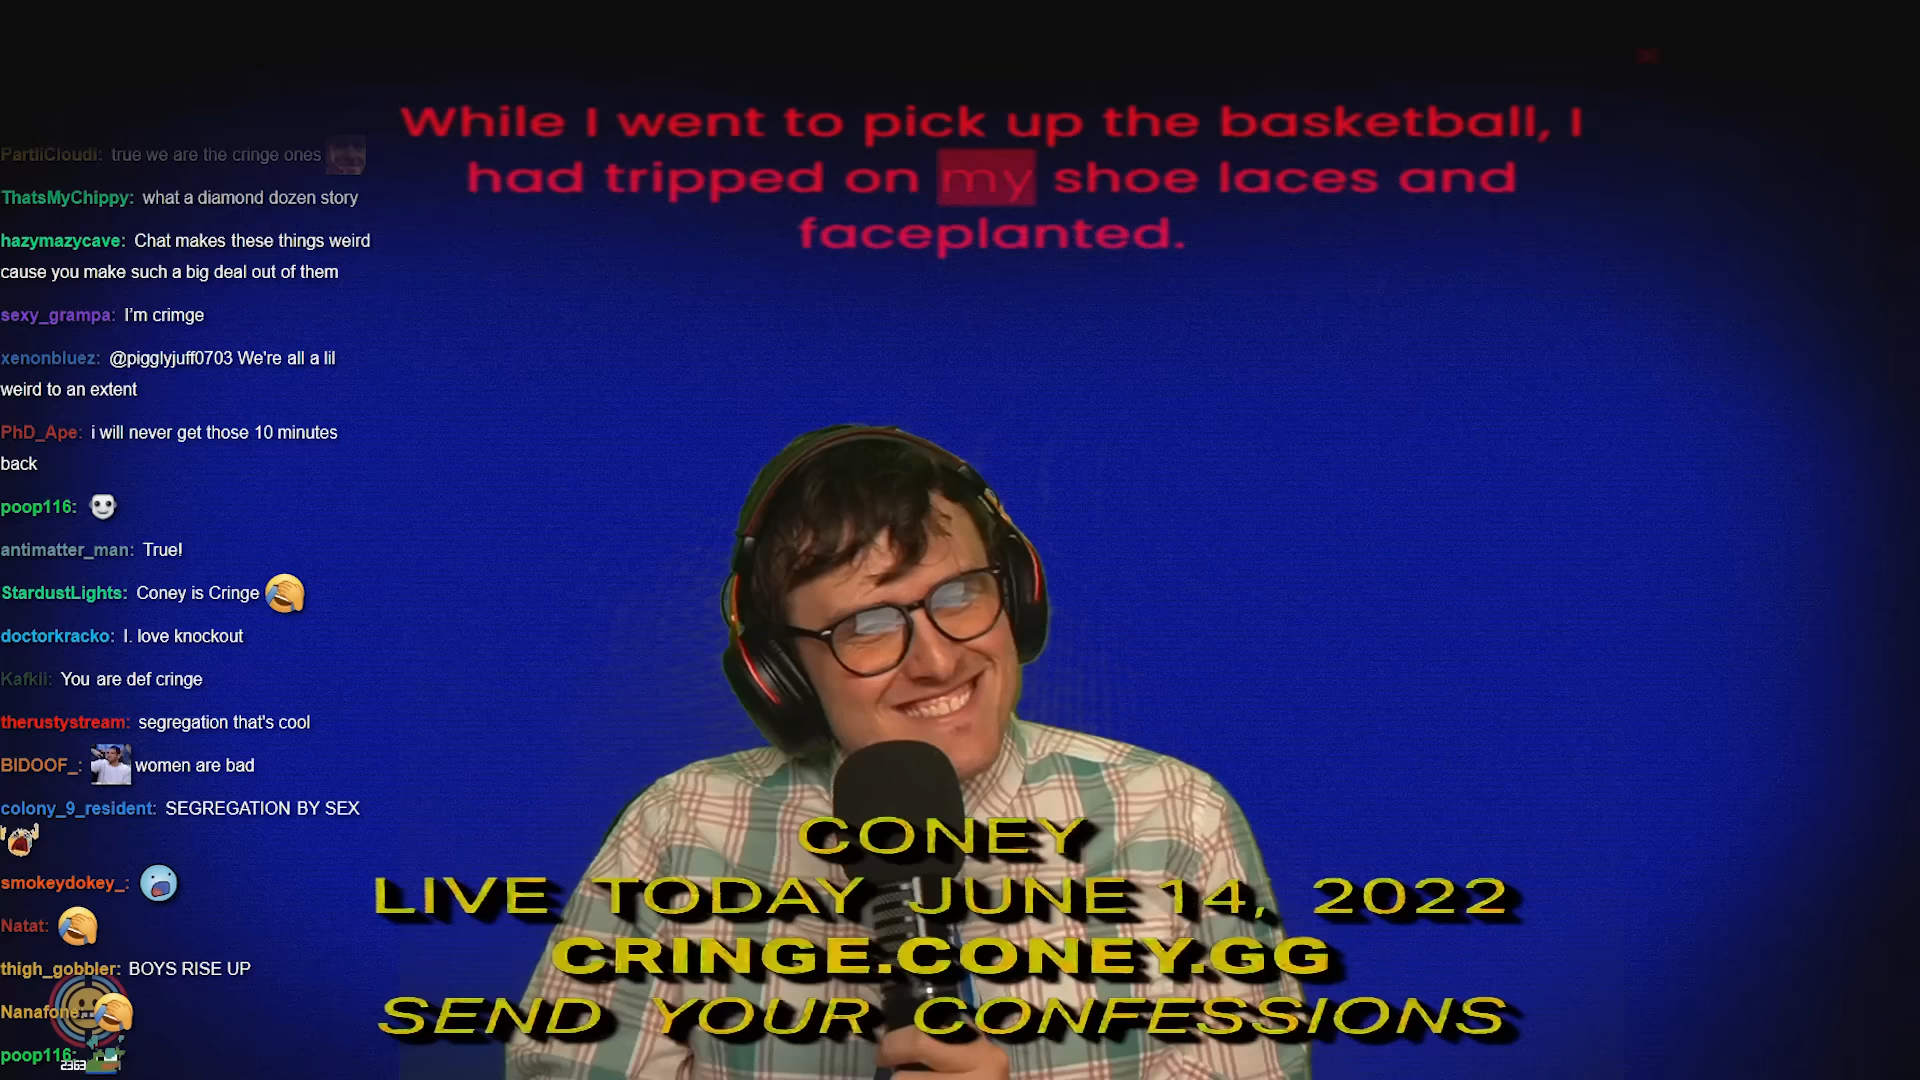 While I went to pick up the basketball, I
had tripped on my shoe laces and
faceplanted.
PartliCloudi: true we are the cringe ones
ThatsMyChippy: what a diamond dozen story
hazymazycave: Chat makes these things weird
cause you make such a big deal out of them
sexy_grampa: I'm crimge
xenonbluez: @pigglyjuff0703 We're all a lil
weird to an extent
PhD_Ape: i will never get those 10 minutes
back
poop116:
antimatter_man: True!
StardustLights: Coney is Cringe
doctorkracko: I. love knockout
Kafkii: You are def cringe
therustystream: segregation that's cool
BIDOOF_: women are bad
colony_9_resident: SEGREGATION BY SEX
smokeydokey_:
Natat:
thigh_gobbler: BOYS RISE UP
Nanafone:
poop116:
2363
CONEY
LIVE TODAY JUNE 14, 2022
CRINGE.CONEY.GG
SEND YOUR CONFESSIONS